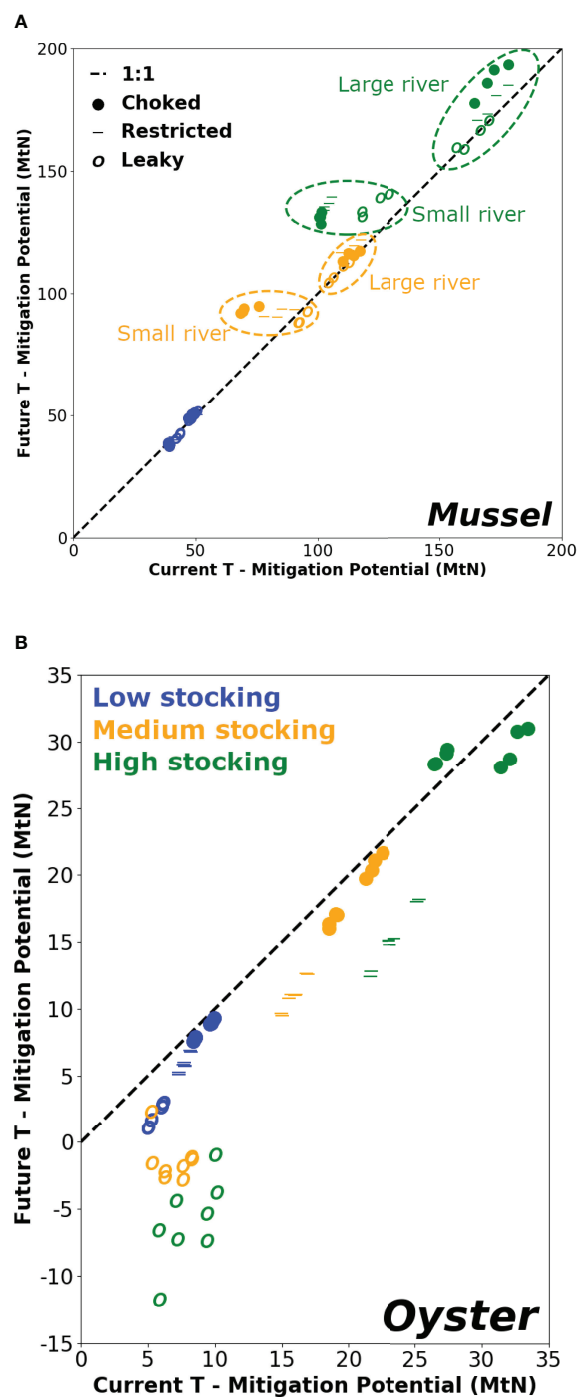 A
200
150
100
50
0
Future T - Mitigation Potential (MtN)
1:1
Choked
Restricted
Leaky
Large river
Small river
Large river
Small river
Mussel
0 50 100 150 200
Current T - Mitigation Potential (MtN)
B
35
30
25
20
15
10
5
0
-5
-10
-15
Future T - Mitigation Potential (MtN)
Low stocking
Medium stocking
High stocking
Oyster
0 5 10 15 20 25 30 35
Current T - Mitigation Potential (MtN)